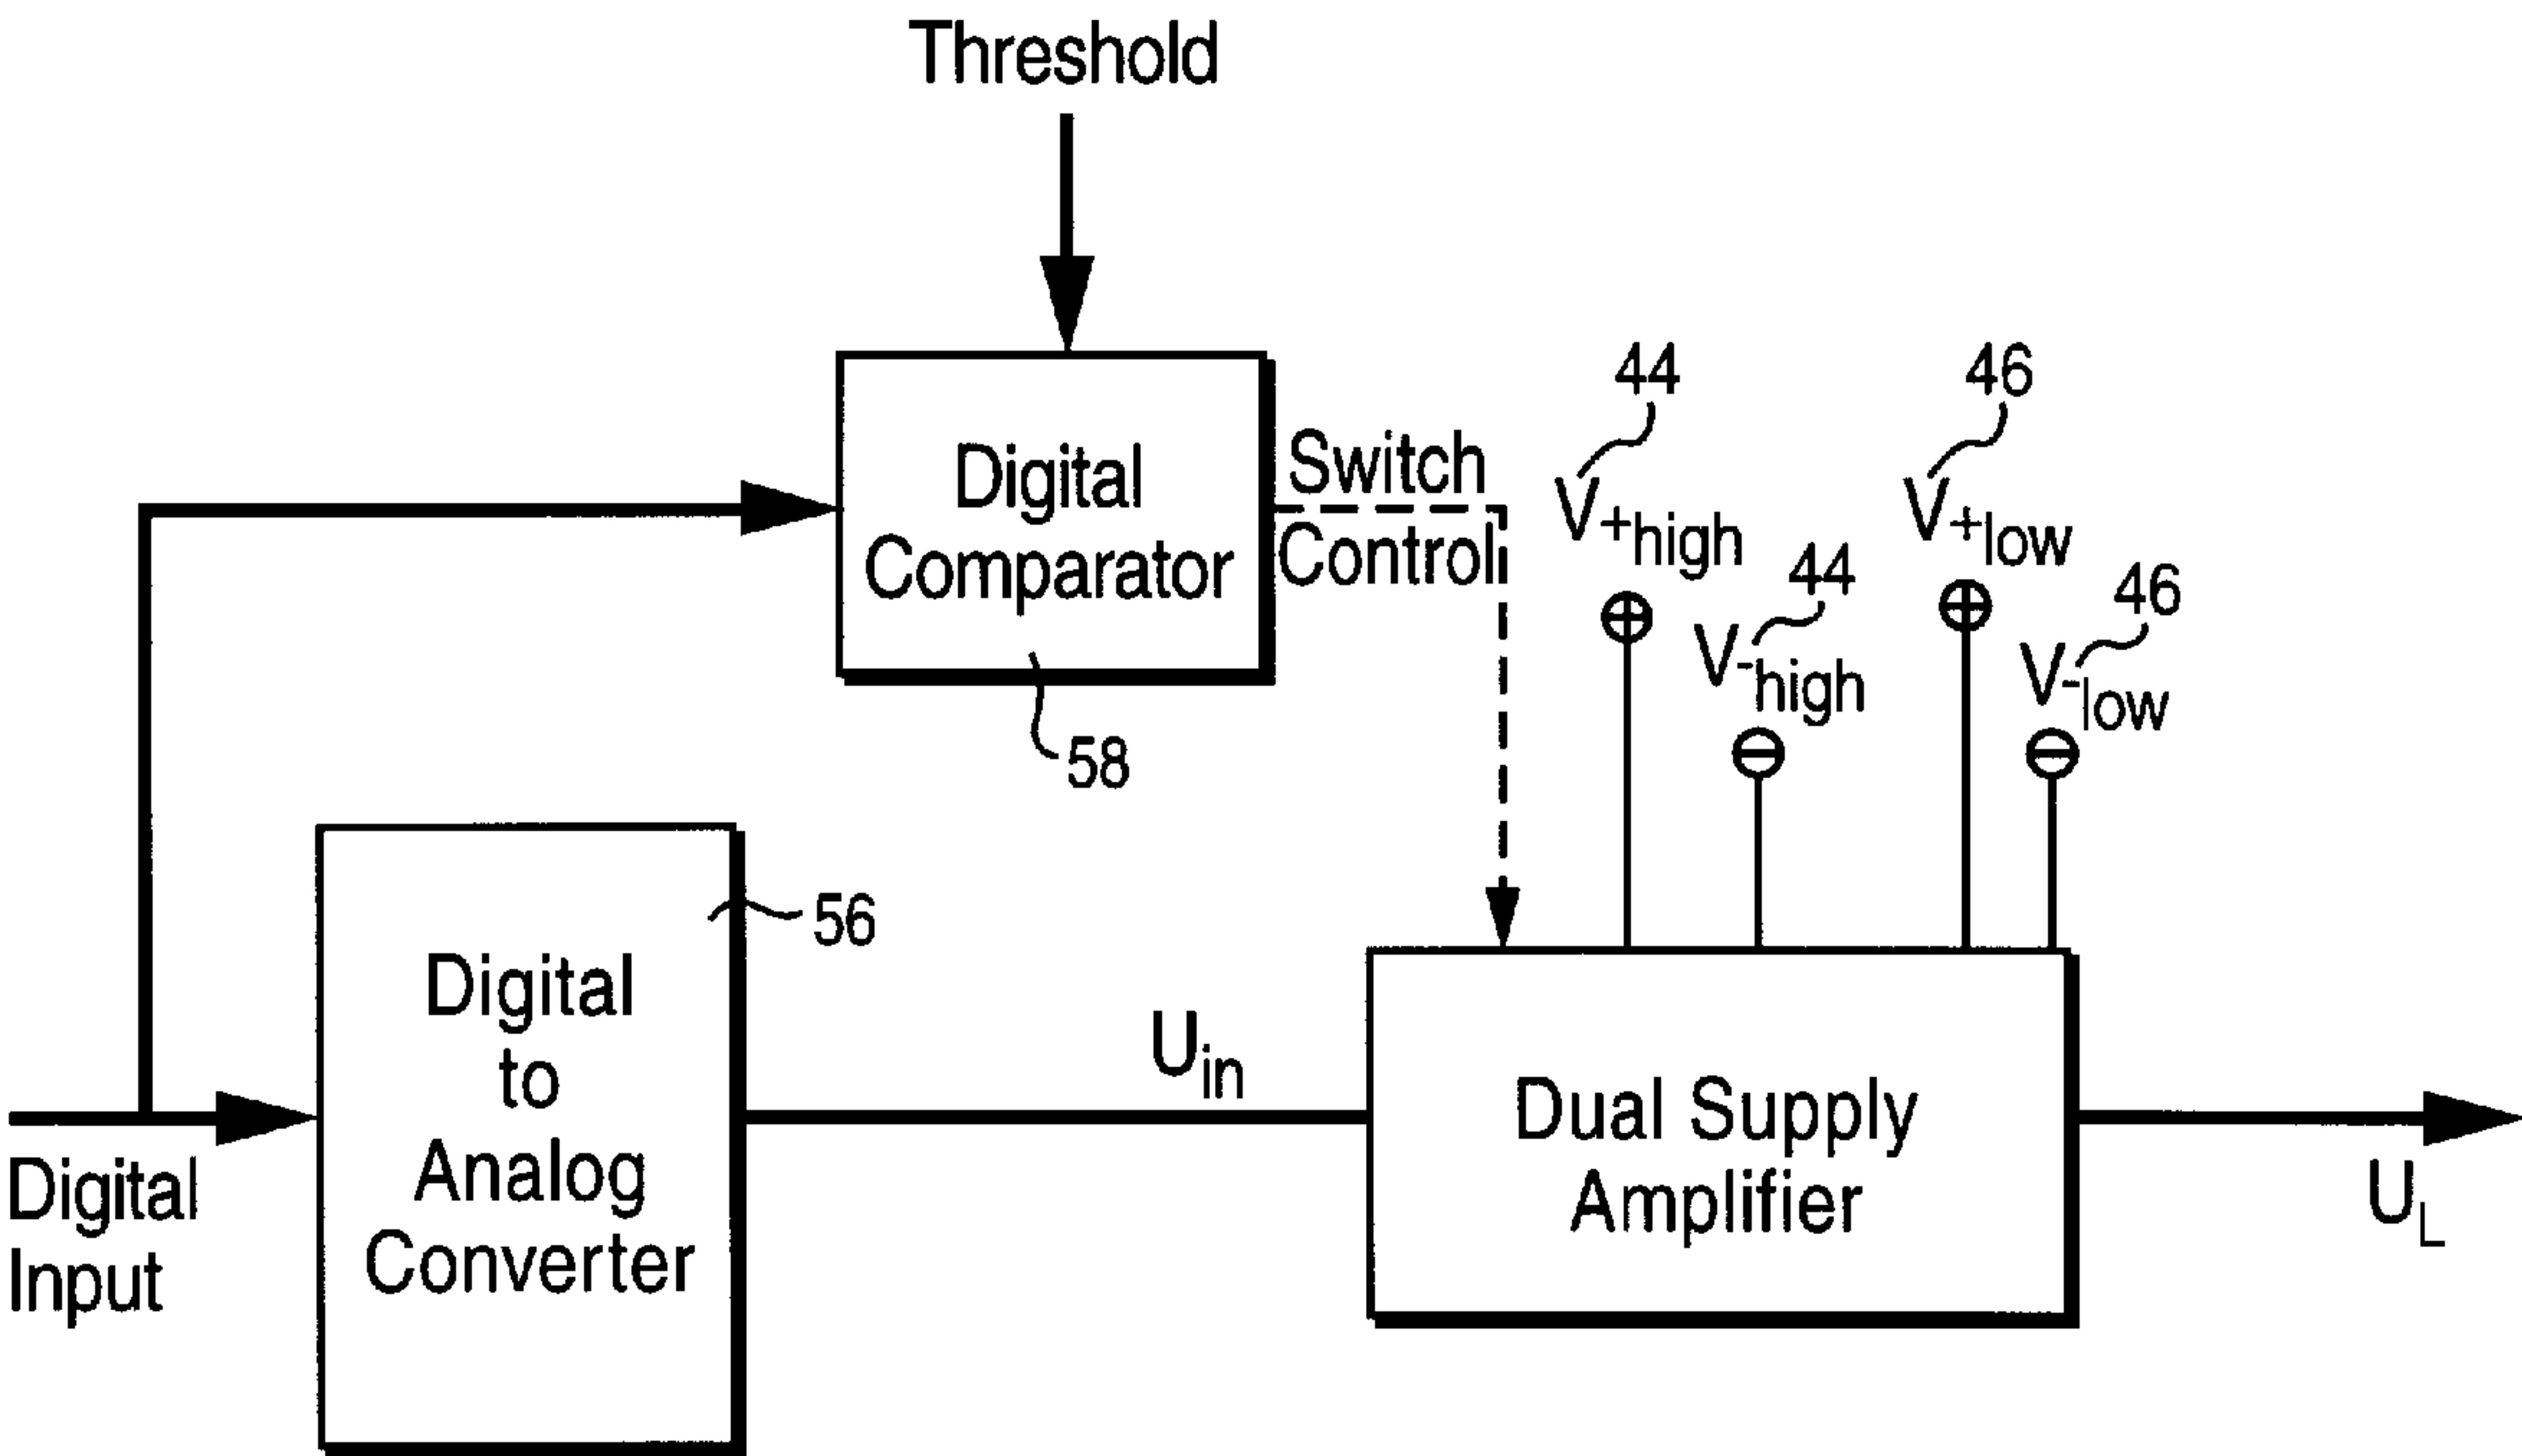 Threshold
44
46
Digital
Comparator
Switch
Control
V+high
V+low
44
46
V-high
V-low
58
56
Digital
to
Analog
Converter
Uin
Dual Supply
Amplifier
Digital
Input
UL